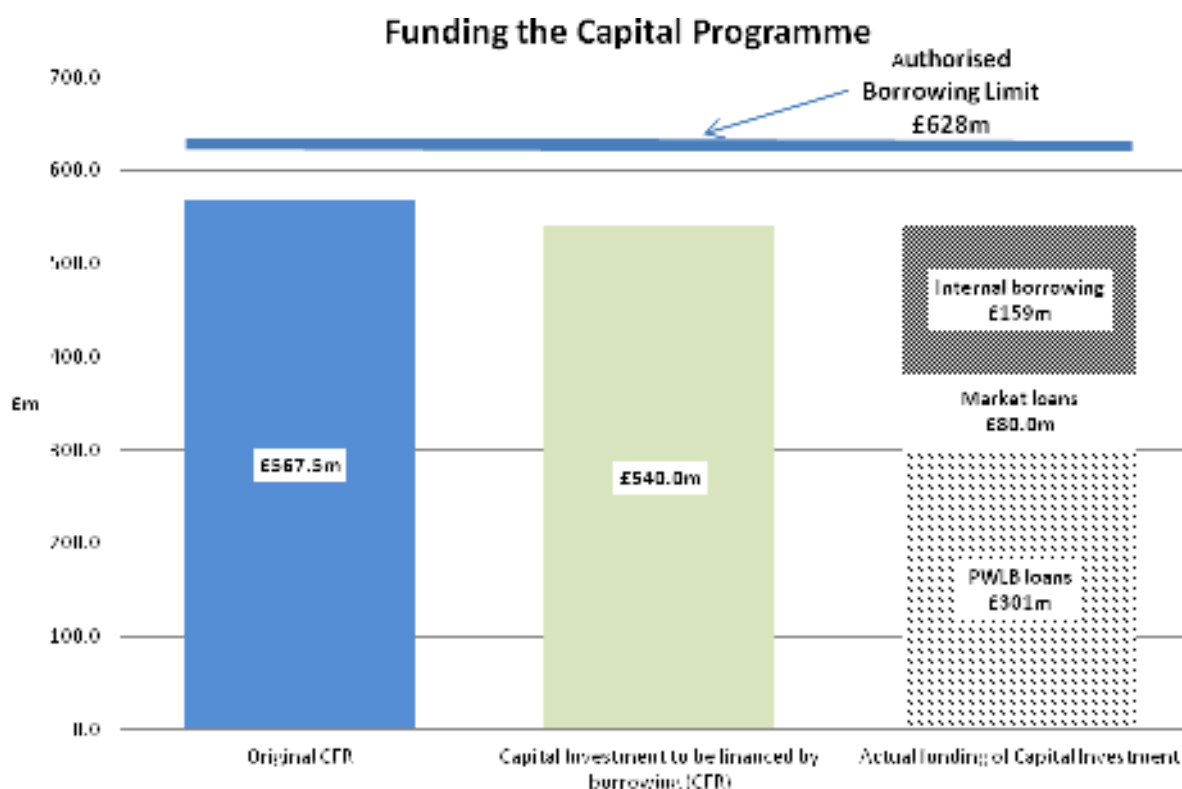 Funding the Capital Programme
Authorised
Borrowing Limit
£628m
700.0
600.0
500.0
400.0
300.0
200.0
100.0
0.0
£m
£567.5m
£540.0m
Internal borrowing
£159m
Market loans
£80.0m
PWLB loans
£301m
Original CFR
Capital Investment to be financed by
borrowing (CFR)
Actual funding of Capital Investment